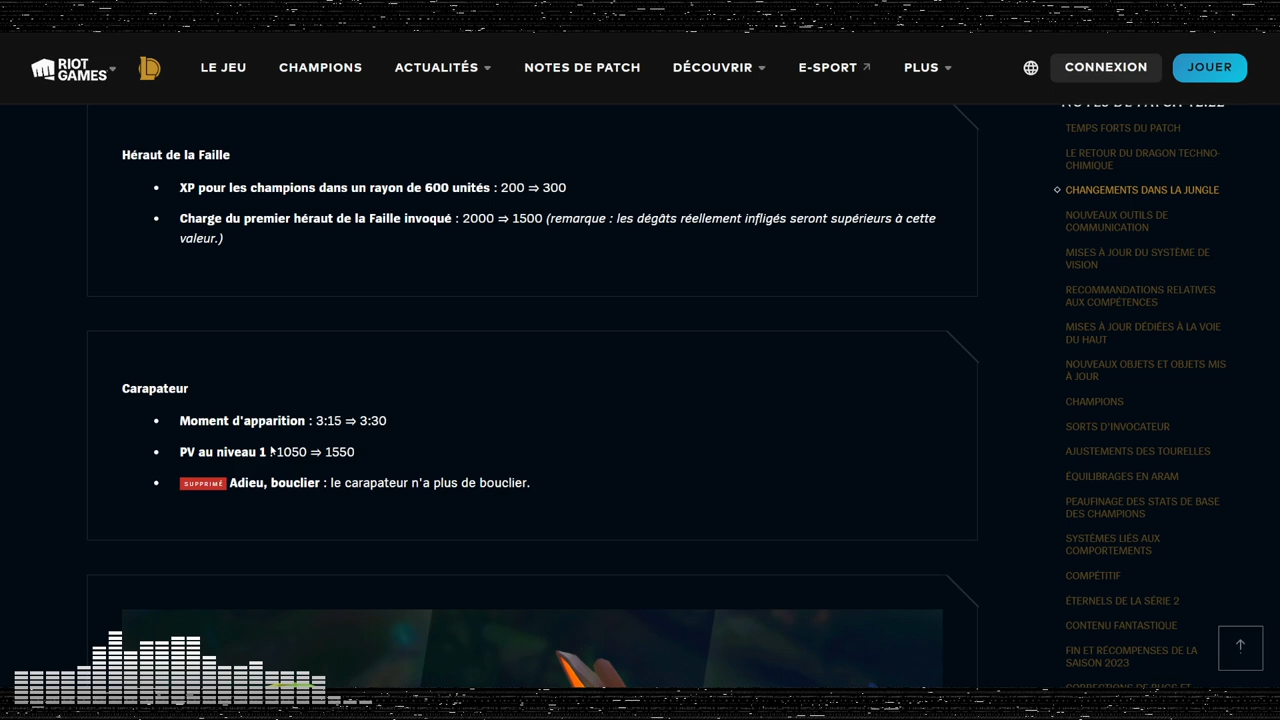 RIOT
GAMES
LE JEU
CHAMPIONS
ACTUALITÉS
NOTES DE PATCH
DÉCOUVRIR
E-SPORT
PLUS
CONNEXION
JOUER
Héraut de la Faille
XP pour les champions dans un rayon de 600 unités : 200 ⇒ 300
Charge du premier héraut de la Faille invoqué : 2000 ⇒ 1500 (remarque : les dégâts réellement infligés seront supérieurs à cette
valeur.)
Carapateur
Moment d'apparition : 3:15 ⇒ 3:30
PV au niveau 1 : 1050 ⇒ 1550
SUPPRIMÉ Adieu, bouclier : le carapateur n'a plus de bouclier.
TEMPS FORTS DU PATCH
LE RETOUR DU DRAGON TECHNO-
CHIMIQUE
CHANGEMENTS DANS LA JUNGLE
NOUVEAUX OUTILS DE
COMMUNICATION
MISES À JOUR DU SYSTÈME DE
VISION
RECOMMANDATIONS RELATIVES
AUX COMPÉTENCES
MISES À JOUR DÉDIÉES À LA VOIE
DU HAUT
NOUVEAUX OBJETS ET OBJETS MIS
À JOUR
CHAMPIONS
SORTS D'INVOCATEUR
AJUSTEMENTS DES TOURELLES
ÉQUILIBRAGES EN ARAM
PEAUFINAGE DES STATS DE BASE
DES CHAMPIONS
SYSTÈMES LIÉS AUX
COMPORTEMENTS
COMPÉTITIF
ÉTERNELS DE LA SÉRIE 2
CONTENU FANTASTIQUE
FIN ET RÉCOMPENSES DE LA
SAISON 2023